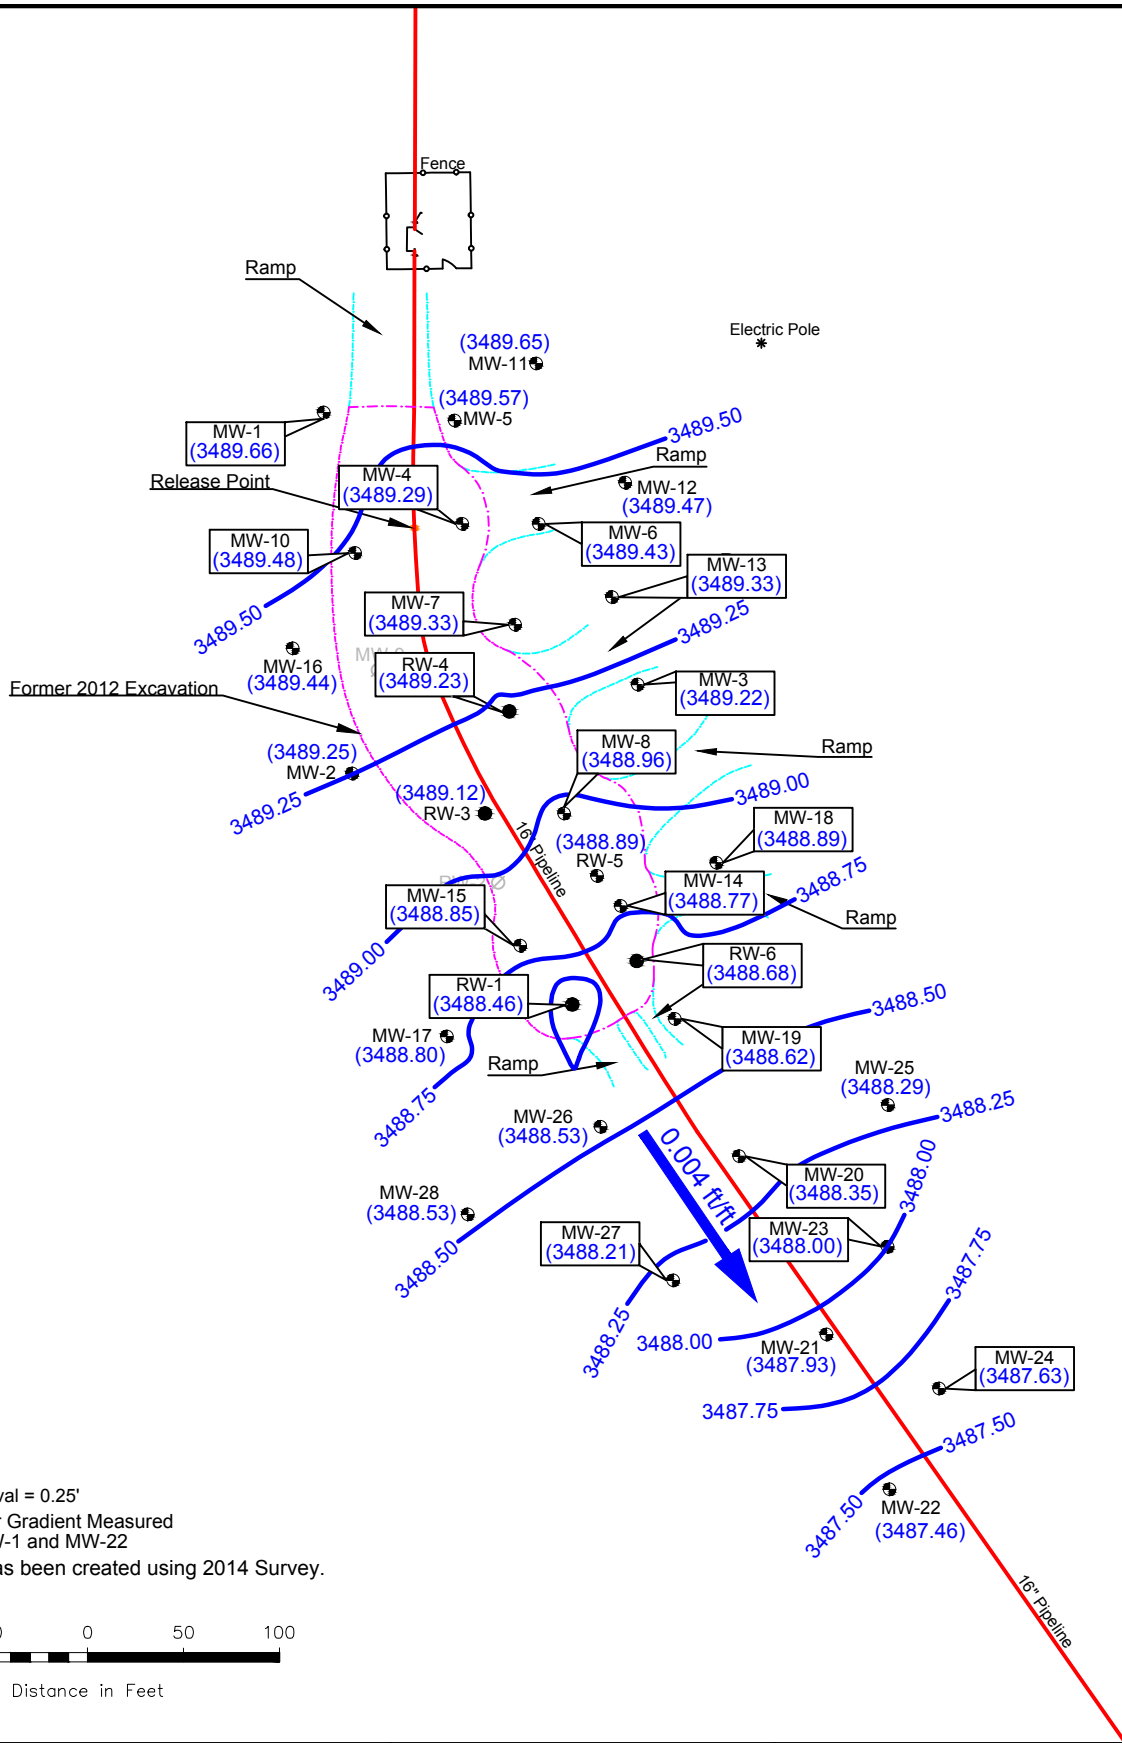 Fence
Ramp
Electric Pole
(3489.65)
MW-11
(3489.57)
MW-5
MW-1
(3489.66)
3489.50
Ramp
MW-4
(3489.29)
Release Point
MW-12
(3489.47)
MW-6
(3489.43)
MW-10
(3489.48)
MW-13
(3489.33)
MW-7
(3489.33)
3489.50
3489.25
MW-16
(3489.44)
RW-4
(3489.23)
Former 2012 Excavation
MW-3
(3489.22)
MW-8
(3488.96)
Ramp
(3489.25)
MW-2
3489.25
(3489.12)
RW-3
3489.00
16" Pipeline
(3488.89)
RW-5
MW-18
(3488.89)
MW-15
(3488.85)
MW-14
(3488.77)
3488.75
Ramp
3489.00
RW-6
(3488.68)
RW-1
(3488.46)
3488.50
MW-17
(3488.80)
MW-19
(3488.62)
Ramp
MW-25
(3488.29)
3488.75
MW-26
(3488.53)
3488.25
0.004 ft/ft
MW-20
(3488.35)
3488.00
MW-28
(3488.53)
MW-27
(3488.21)
MW-23
(3488.00)
3488.50
3487.75
3488.25
3488.00
MW-21
(3487.93)
MW-24
(3487.63)
3487.75
3487.50
3487.50
MW-22
(3487.46)
val = 0.25'
Gradient Measured
W-1 and MW-22
as been created using 2014 Survey.
0 0 50 100
Distance in Feet
16" Pipeline